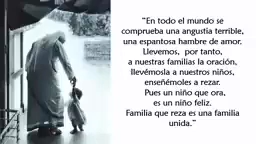 “En todo el mundo se
comprueba una angustia terrible,
una espantosa hambre de amor.
Llevemos, por tanto,
a nuestras familias la oración,
llevémosla a nuestros niños,
enseñémoles a rezar.
Pues un niño que ora,
es un niño feliz.
Familia que reza es una familia
unida.”